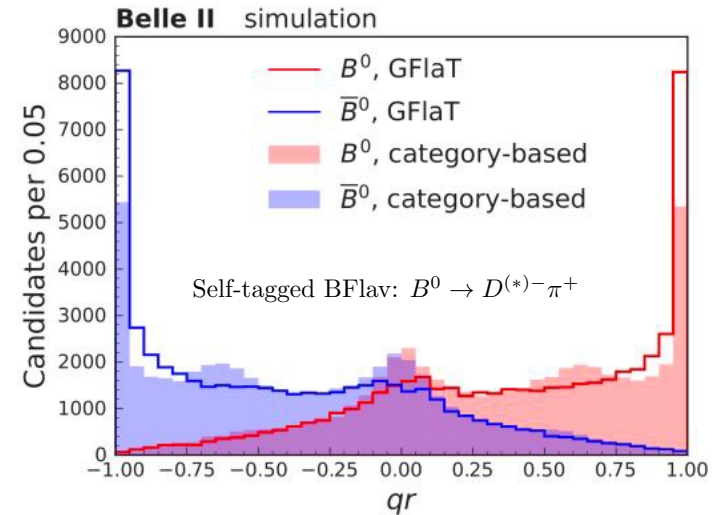 Belle II simulation
9000
8000
7000
6000
5000
4000
3000
2000
1000
0
Candidates per 0.05
B⁰, GFlaT
B̅⁰, GFlaT
B⁰, category-based
B̅⁰, category-based
Self-tagged BFlav: B⁰ → D⁽*⁾⁻π⁺
−1.00 −0.75 −0.50 −0.25 0.00 0.25 0.50 0.75 1.00
qr